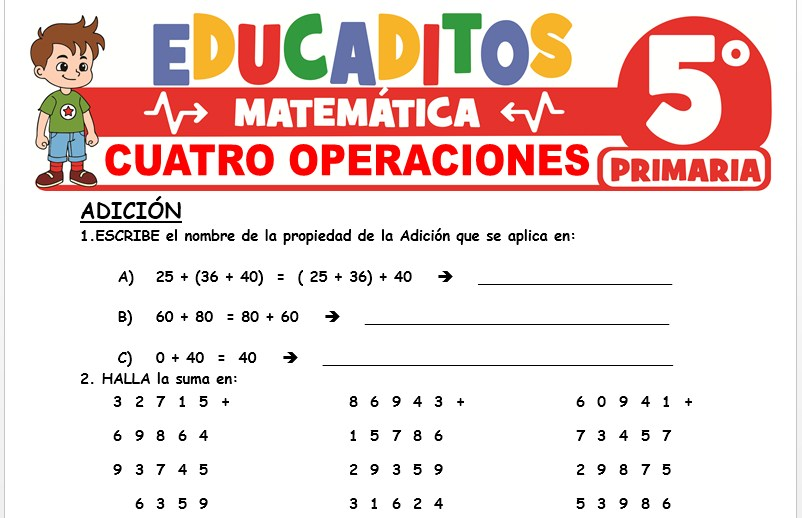 EDUCADITOS
MATEMÁTICA
5°
CUATRO OPERACIONES
PRIMARIA
ADICIÓN
1.ESCRIBE el nombre de la propiedad de la Adición que se aplica en:
A) 25 + (36 + 40) = ( 25 + 36) + 40 ➔ ____________________
B) 60 + 80 = 80 + 60 ➔ ____________________
C) 0 + 40 = 40 ➔ ____________________
2. HALLA la suma en:
3 2 7 1 5 + 8 6 9 4 3 + 6 0 9 4 1 +
6 9 8 6 4 1 5 7 8 6 7 3 4 5 7
9 3 7 4 5 2 9 3 5 9 2 9 8 7 5
6 3 5 9 3 1 6 2 4 5 3 9 8 6